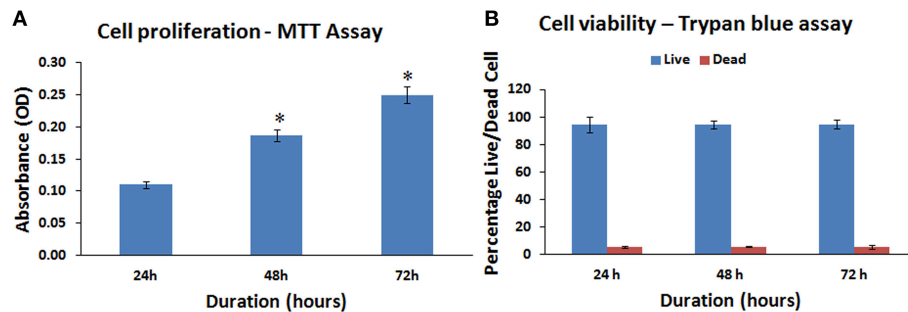 A
Cell proliferation - MTT Assay
Absorbance (OD)
0.30
0.25
0.20
0.15
0.10
0.05
0.00
*
*
24h 48h 72h
Duration (hours)
B
Cell viability – Trypan blue assay
Live Dead
Percentage Live/Dead Cell
120
100
80
60
40
20
0
24 h 48 h 72 h
Duration (hours)